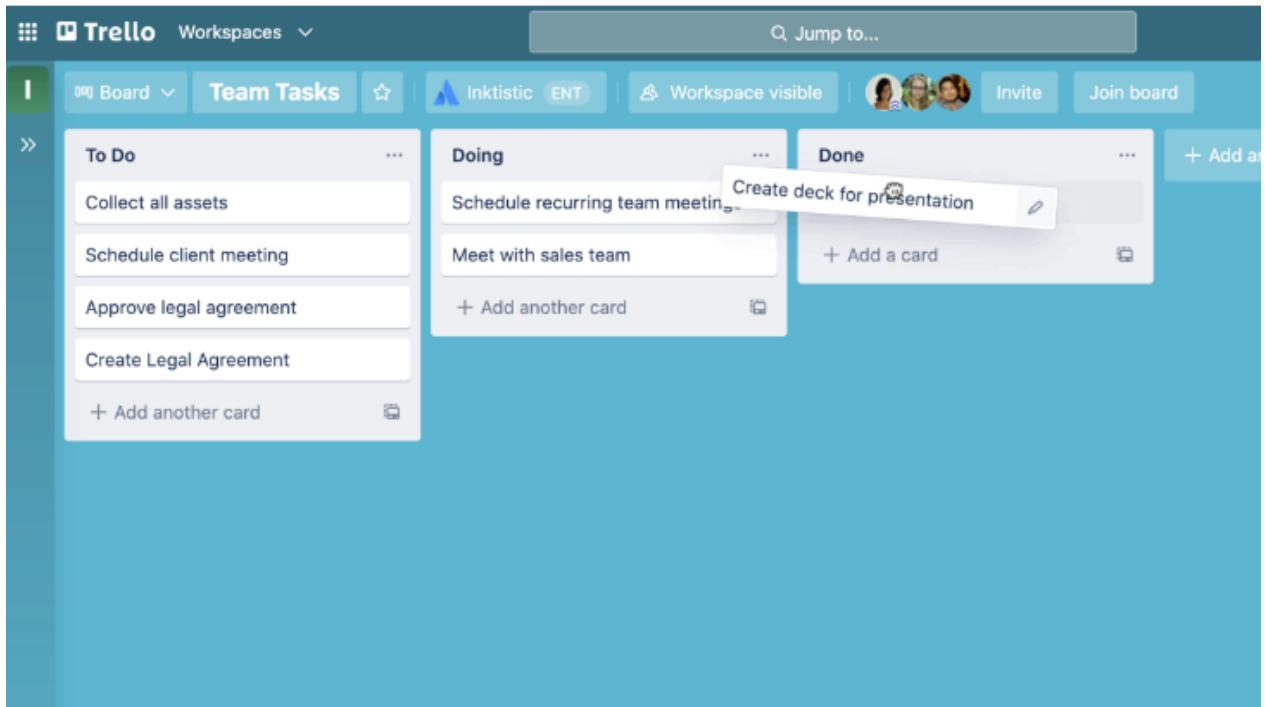 Trello Workspaces Jump to...
I Board Team Tasks Inktistic ENT Workspace visible Invite Join board
To Do
Collect all assets
Schedule client meeting
Approve legal agreement
Create Legal Agreement
+ Add another card
Doing
Schedule recurring team
Meet with sales team
+ Add another card
Done
Create deck for presentation
+ Add a card
+ Add